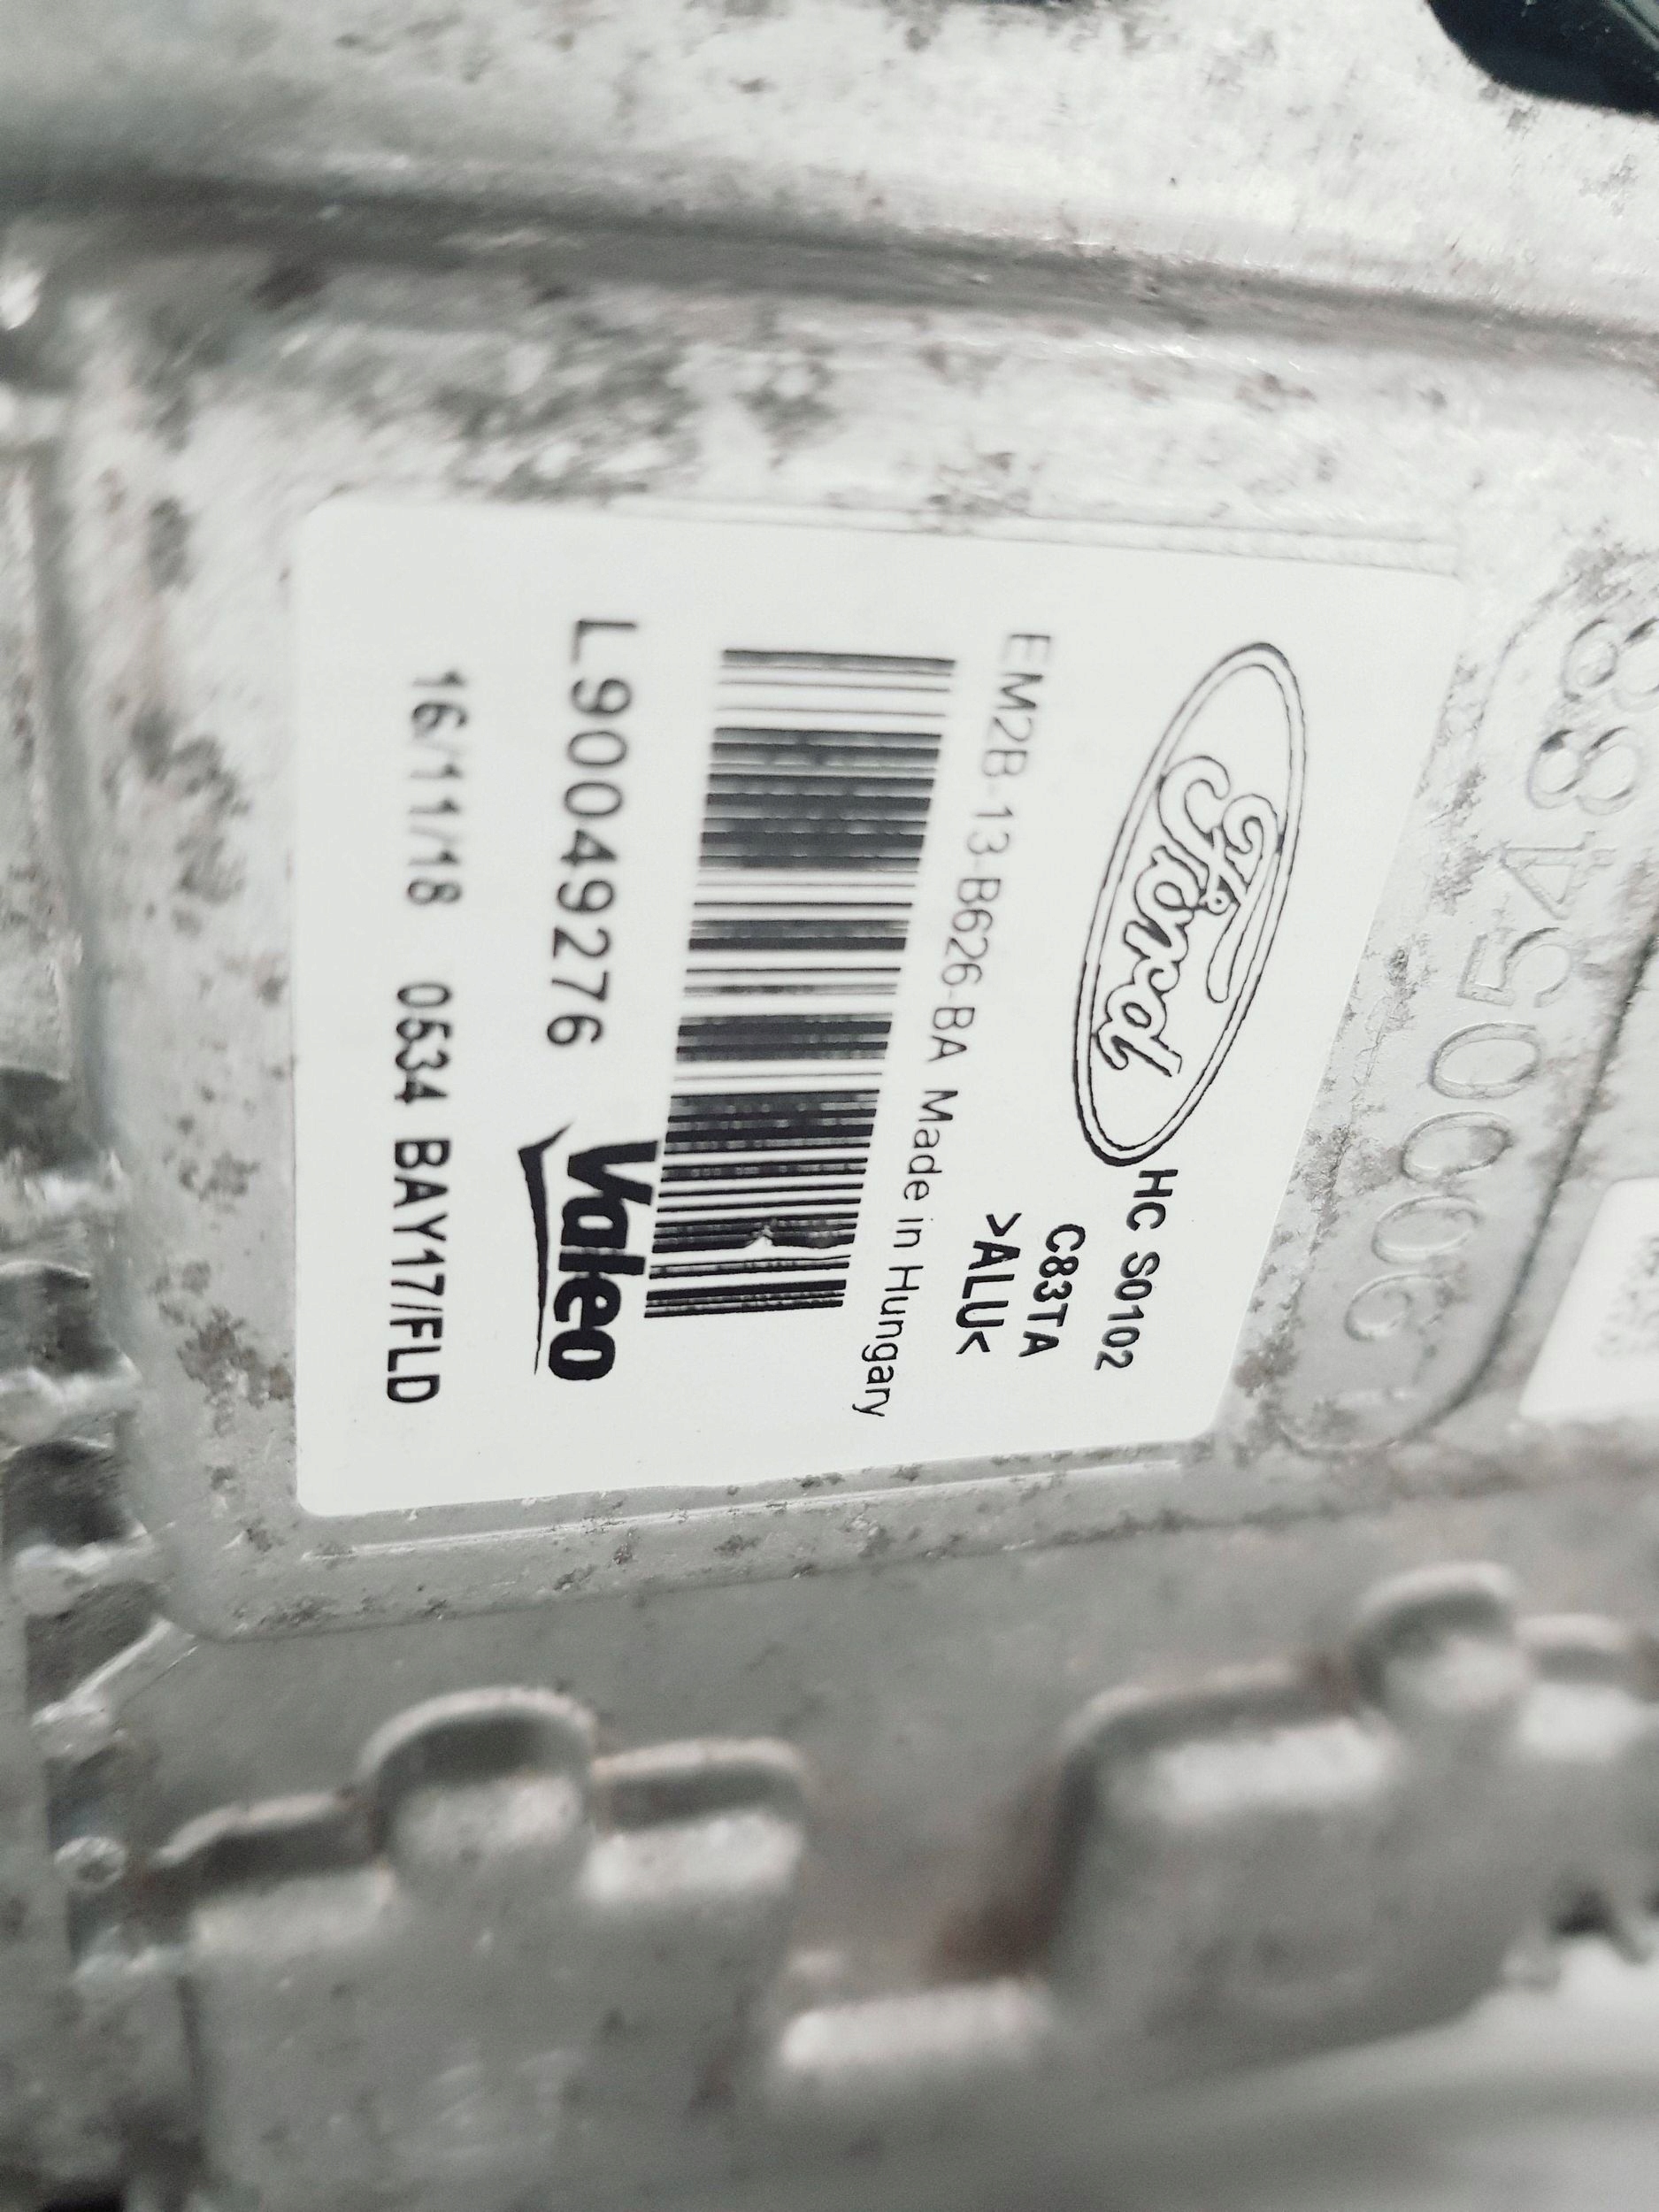 Ford
HC S0102
C83TA
>ALU<
EM2B-13-B626-BA Made in Hungary
L90049276
Valeo
16/11/18 0534 BAY17/FLD